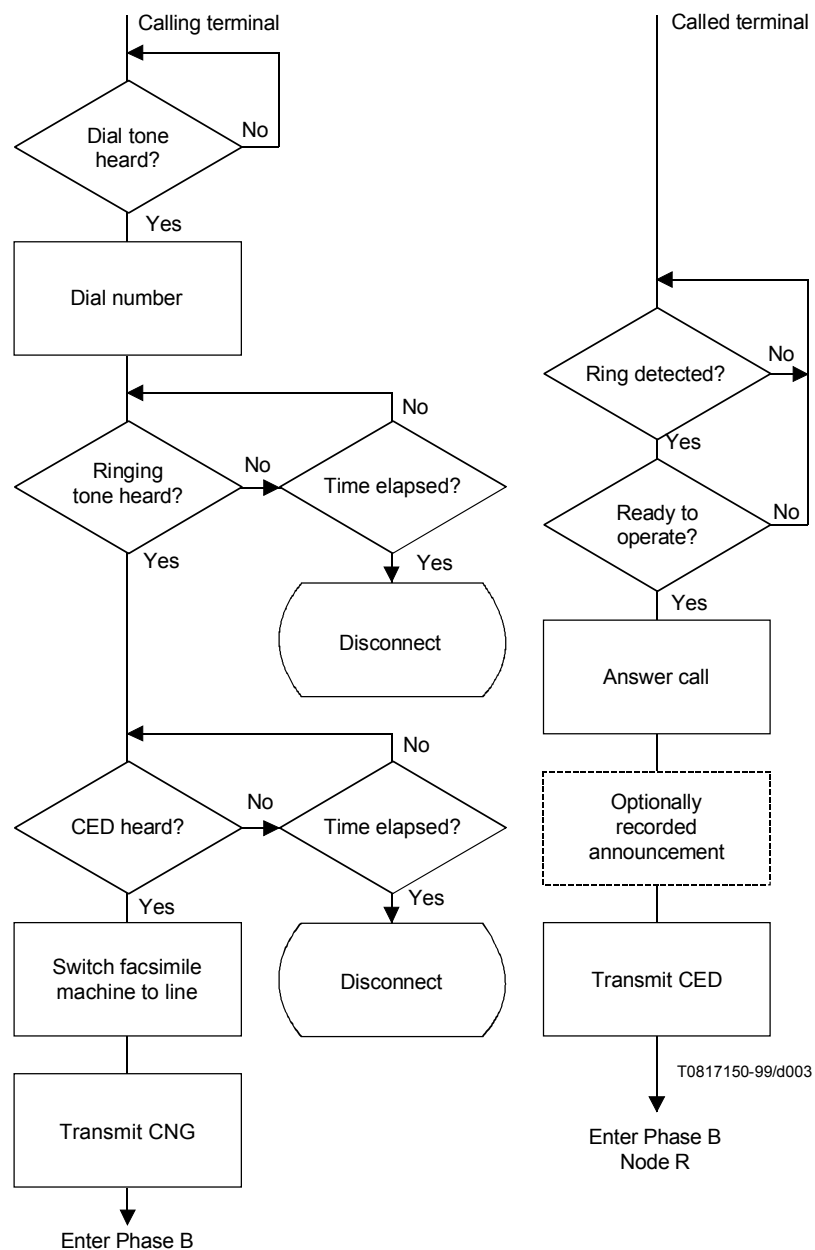 Calling terminal
Dial tone
heard?
No
Yes
Dial number
Ringing
tone heard?
No
Time elapsed?
No
Yes
Yes
Disconnect
CED heard?
No
Time elapsed?
No
Yes
Yes
Switch facsimile
machine to line
Disconnect
Transmit CNG
Enter Phase B
Called terminal
Ring detected?
No
Yes
Ready to
operate?
No
Yes
Answer call
Optionally
recorded
announcement
Transmit CED
T0817150-99/d003
Enter Phase B
Node R